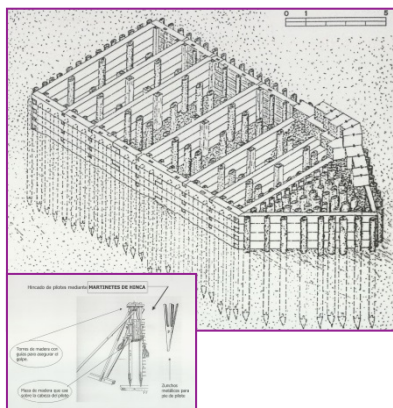 0 1 5
Hincado de pilotes mediante MARTINETES DE HINCA
Torres de madera con
guías para asegurar el
golpe.
Pieza de madera que cae
sobre la cabeza del pilote
Zunchos
metálicos para
pie de pilote